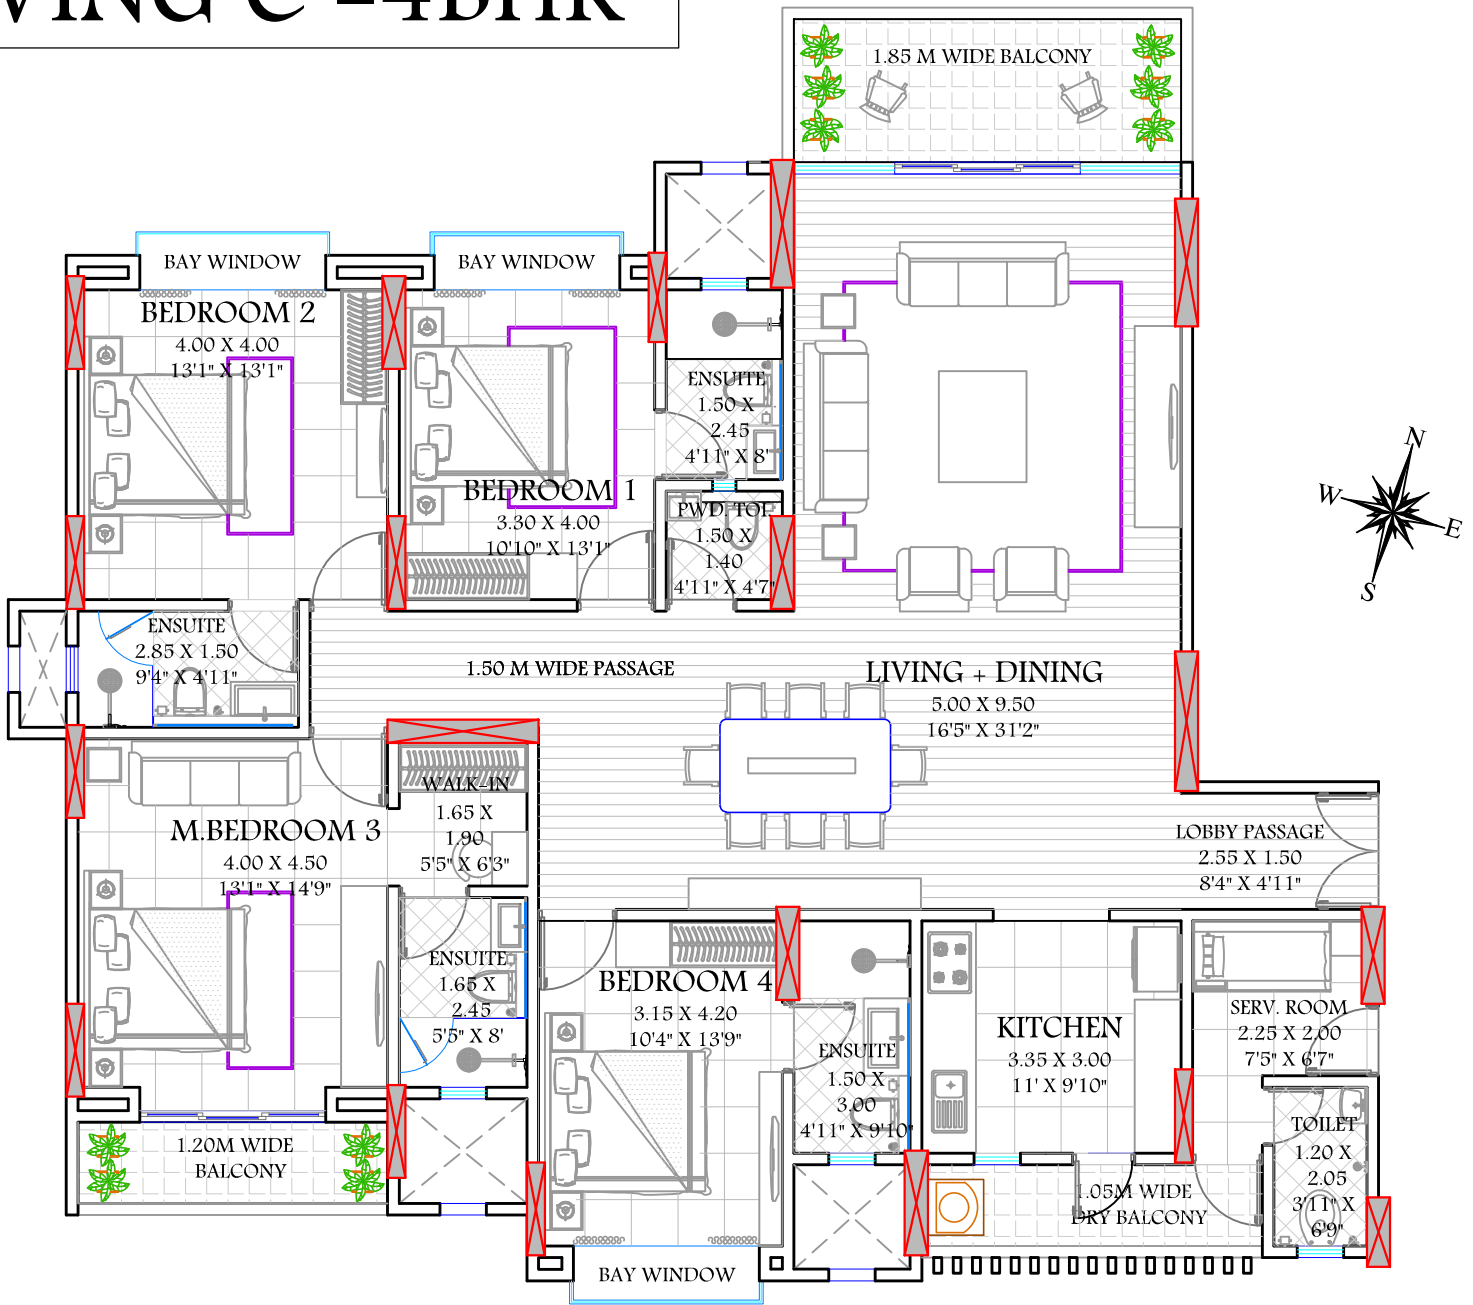 WING C -4BHK
1.85 M WIDE BALCONY
BAY WINDOW
BAY WINDOW
BEDROOM 2
4.00 X 4.00
13'1" X 13'1"
ENSUITE
1.50 X
2.45
4'11" X 8'
BEDROOM 1
3.30 X 4.00
10'10" X 13'1"
PWD. TOI.
1.50 X
1.40
4'11" X 4'7"
N
W
E
S
ENSUITE
2.85 X 1.50
9'4" X 4'11"
1.50 M WIDE PASSAGE
LIVING + DINING
5.00 X 9.50
16'5" X 31'2"
WALK-IN
1.65 X
1.90
5'5" X 6'3"
M.BEDROOM 3
4.00 X 4.50
13'1" X 14'9"
LOBBY PASSAGE
2.55 X 1.50
8'4" X 4'11"
ENSUITE
1.65 X
2.45
5'5" X 8'
BEDROOM 4
3.15 X 4.20
10'4" X 13'9"
ENSUITE
1.50 X
3.00
4'11" X 9'10"
KITCHEN
3.35 X 3.00
11' X 9'10"
SERV. ROOM
2.25 X 2.00
7'5" X 6'7"
TOILET
1.20 X
2.05
3'11" X
6'9"
1.20M WIDE
BALCONY
1.05M WIDE
DRY BALCONY
BAY WINDOW